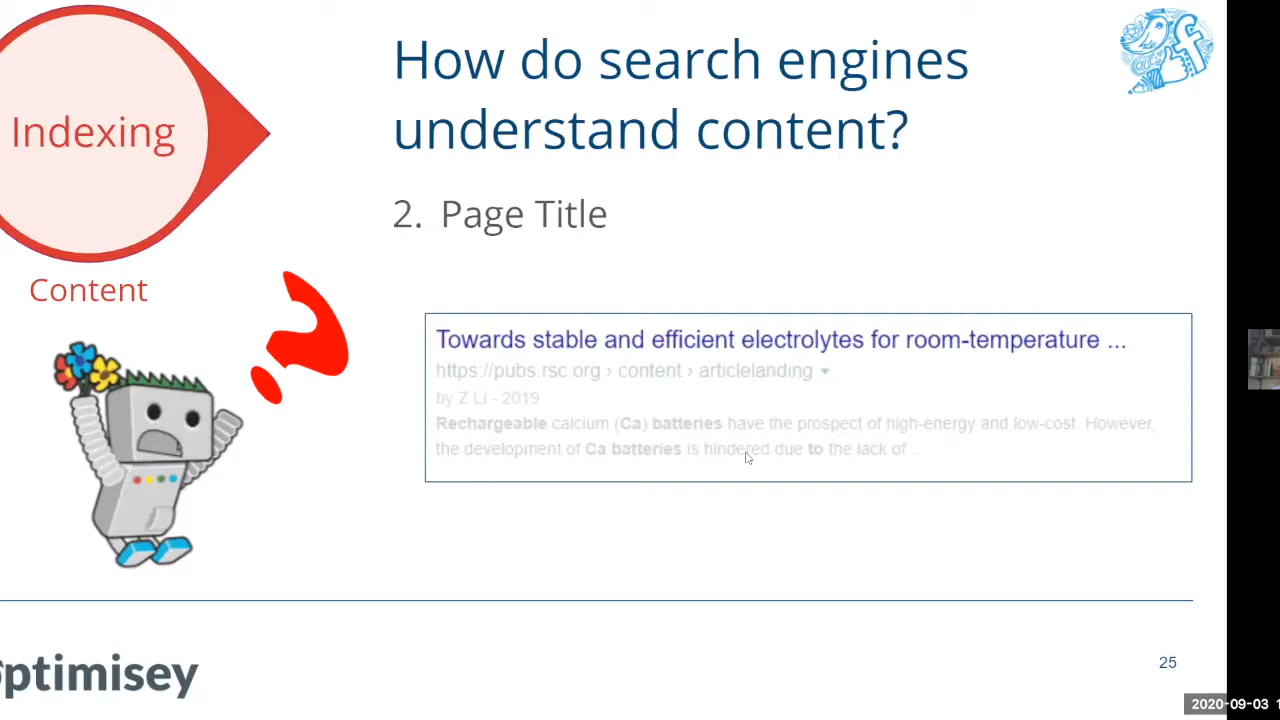 Indexing
Content
How do search engines
understand content?
2. Page Title
Towards stable and efficient electrolytes for room-temperature ...
https://pubs.rsc.org › content › articlelanding
by Z Li - 2019
Rechargeable calcium (Ca) batteries have the prospect of high-energy and low-cost. However,
the development of Ca batteries is hindered due to the lack of ...
ptimisey
25
2020-09-03